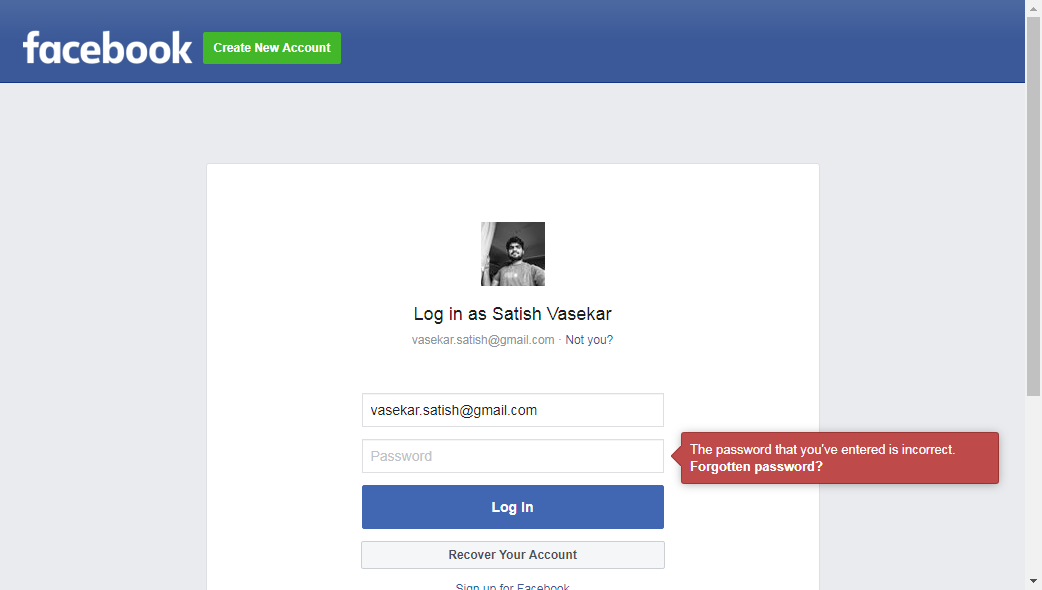 facebook
Create New Account
Log in as Satish Vasekar
vasekar.satish@gmail.com · Not you?
vasekar.satish@gmail.com
Password
The password that you've entered is incorrect.
Forgotten password?
Log In
Recover Your Account
Sign up for Facebook